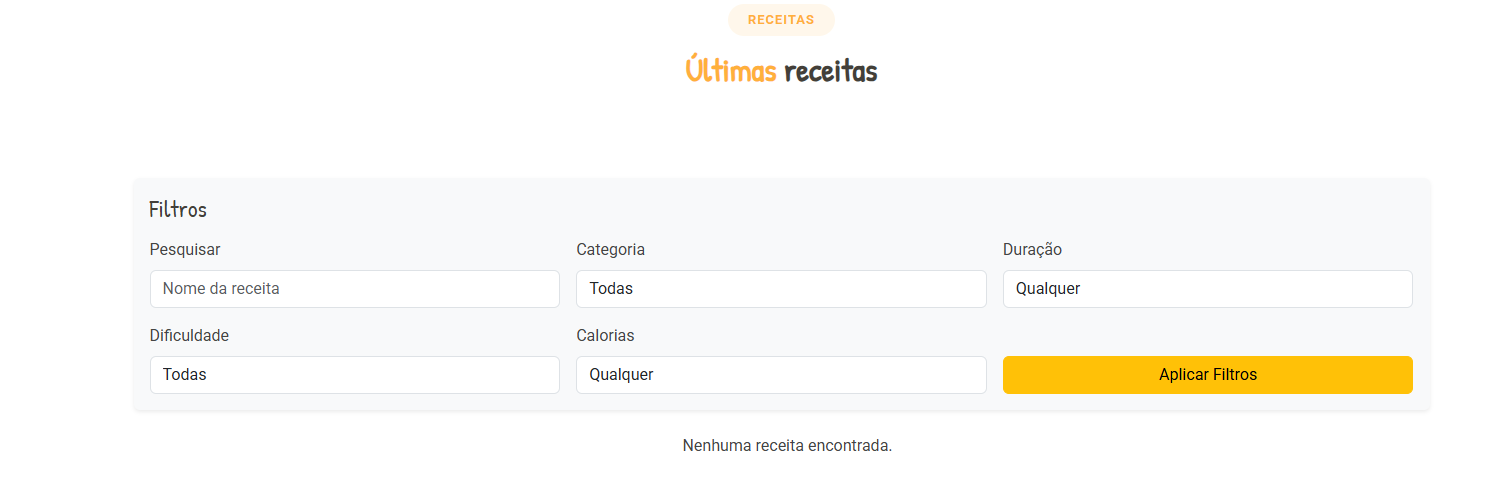 RECEITAS
Últimas receitas
Filtros
Pesquisar
Nome da receita
Categoria
Todas
Duração
Qualquer
Dificuldade
Todas
Calorias
Qualquer
Aplicar Filtros
Nenhuma receita encontrada.